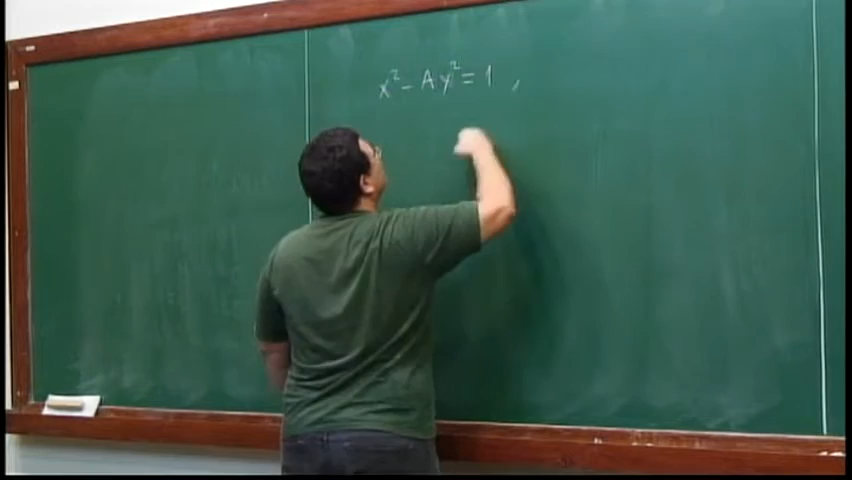 x² - Ay² = 1 ,